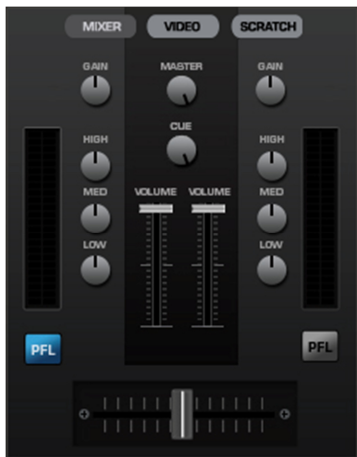 MIXER VIDEO SCRATCH
GAIN MASTER GAIN
CUE
HIGH HIGH
MED MED
VOLUME VOLUME
LOW LOW
PFL PFL